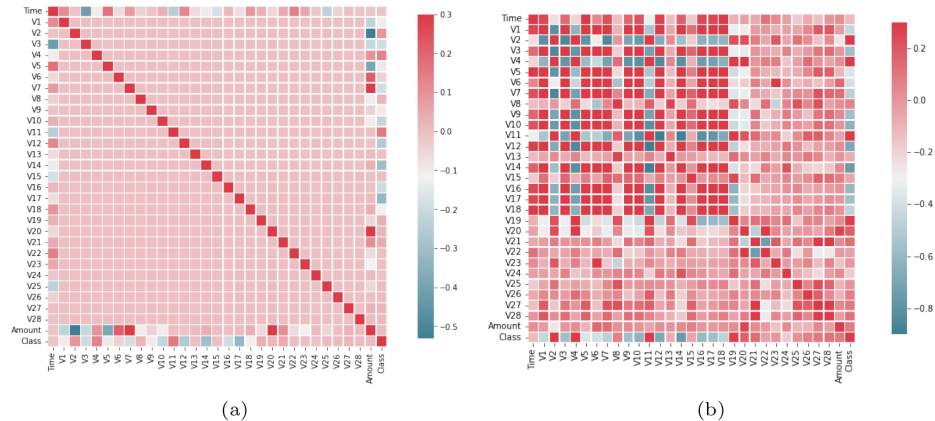 Time
V1
V2
V3
V4
V5
V6
V7
V8
V9
V10
V11
V12
V13
V14
V15
V16
V17
V18
V19
V20
V21
V22
V23
V24
V25
V26
V27
V28
Amount
Class
Time V1 V2 V3 V4 V5 V6 V7 V8 V9 V10 V11 V12 V13 V14 V15 V16 V17 V18 V19 V20 V21 V22 V23 V24 V25 V26 V27 V28 Amount Class
0.3
0.2
0.1
0.0
−0.1
−0.2
−0.3
−0.4
−0.5
(a)
Time
V1
V2
V3
V4
V5
V6
V7
V8
V9
V10
V11
V12
V13
V14
V15
V16
V17
V18
V19
V20
V21
V22
V23
V24
V25
V26
V27
V28
Amount
Class
Time V1 V2 V3 V4 V5 V6 V7 V8 V9 V10 V11 V12 V13 V14 V15 V16 V17 V18 V19 V20 V21 V22 V23 V24 V25 V26 V27 V28 Amount Class
0.2
0.0
−0.2
−0.4
−0.6
−0.8
(b)